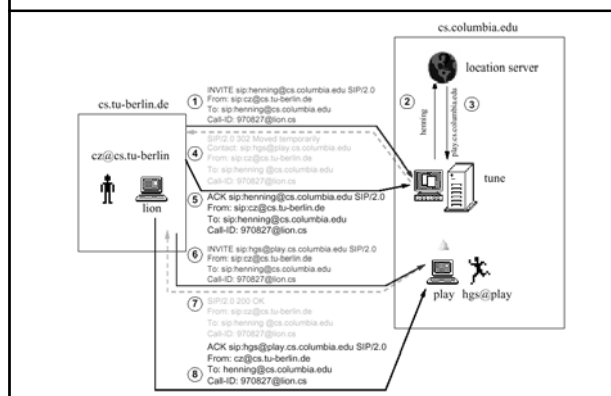 cs.columbia.edu
location server
cs.tu-berlin.de
cz@cs.tu-berlin
lion
1
INVITE sip:henning@cs.columbia.edu SIP/2.0
From: sip:cz@cs.tu-berlin.de
To: sip:henning@cs.columbia.edu
Call-ID: 970827@lion.cs
2
henning
3
play.cs.columbia.edu
tune
4
SIP/2.0 302 Moved temporarily
Contact: sip:hgs@play.cs.columbia.edu
From: sip:cz@cs.tu-berlin.de
To: sip:henning @cs.columbia.edu
Call-ID: 970827@lion.cs
5
ACK sip:henning@cs.columbia.edu SIP/2.0
From: sip:cz@cs.tu-berlin.de
To: sip:henning@cs.columbia.edu
Call-ID: 970827@lion.cs
6
INVITE sip:hgs@play.cs.columbia.edu SIP/2.0
From: sip:cz@cs.tu-berlin.de
To: sip:henning@cs.columbia.edu
Call-ID: 970827@lion.cs
play hgs@play
7
SIP/2.0 200 OK
From: sip:cz@cs.tu-berlin.de
To: sip:henning @cs.columbia.edu
Call-ID: 970827@lion.cs
8
ACK sip:hgs@play.cs.columbia.edu SIP/2.0
From: cz@cs.tu-berlin.de
To: henning@cs.columbia.edu
Call-ID: 970827@lion.cs